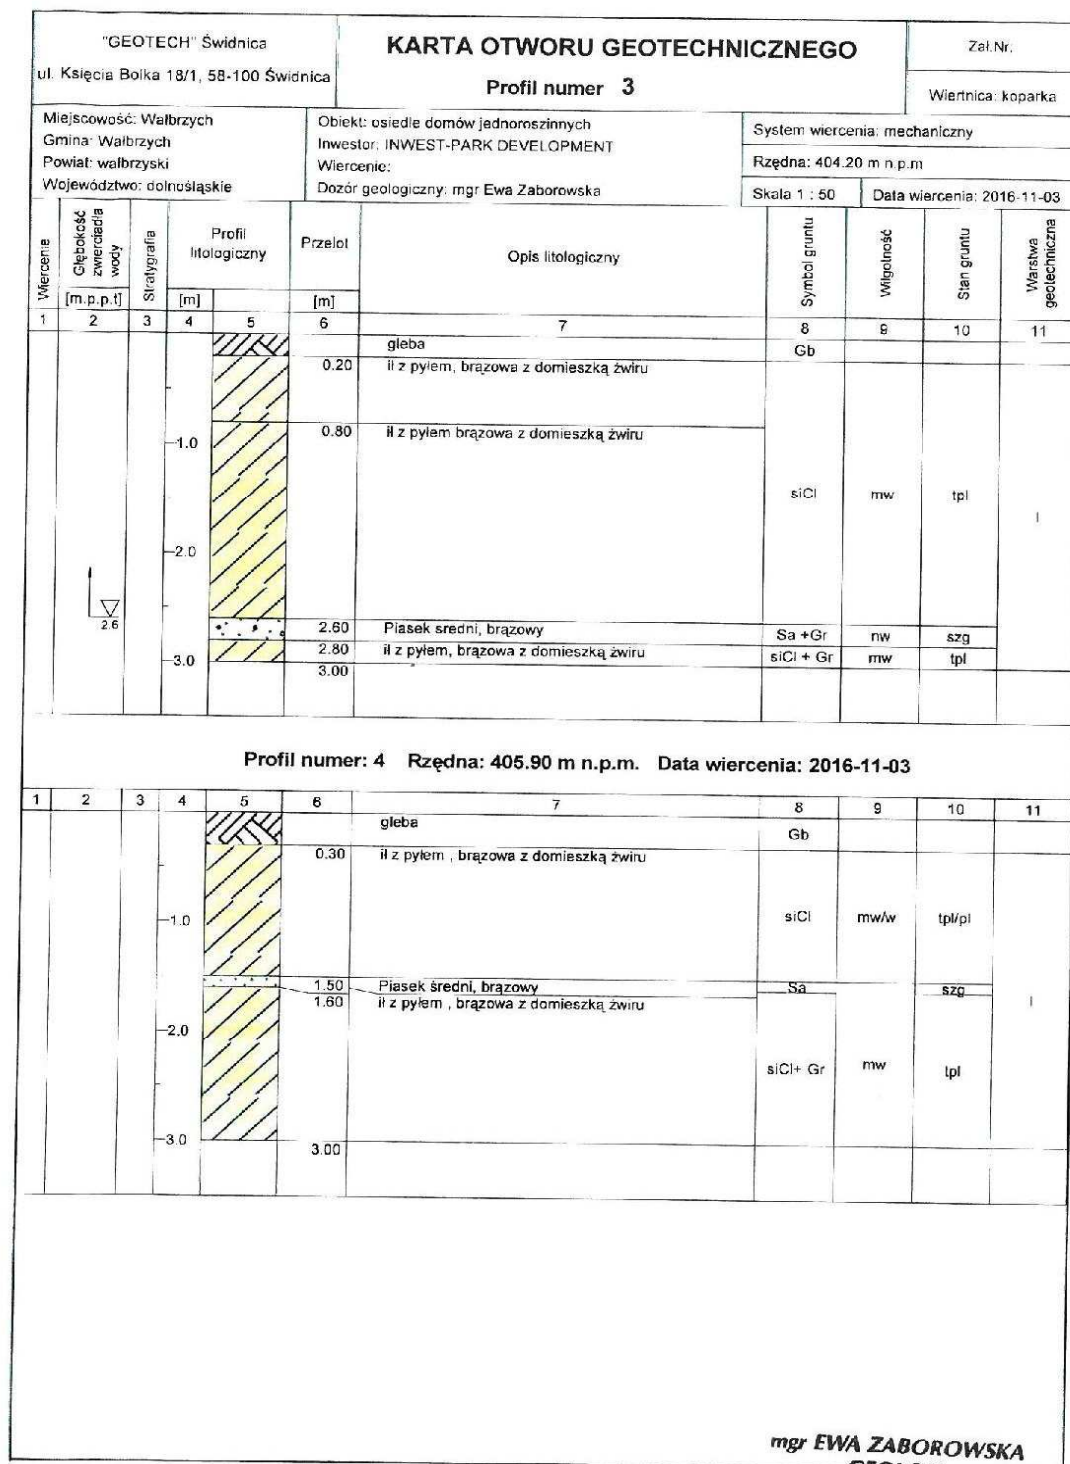 "GEOTECH" Świdnica
ul. Księcia Bolka 18/1, 58-100 Świdnica
KARTA OTWORU GEOTECHNICZNEGO
Profil numer 3
Zał.Nr.
Wiertnica: koparka
Miejscowość: Wałbrzych
Gmina: Wałbrzych
Powiat: wałbrzyski
Województwo: dolnośląskie
Obiekt: osiedle domów jednoroszinnych
Inwestor: INWEST-PARK DEVELOPMENT
Wiercenie:
Dozór geologiczny: mgr Ewa Zaborowska
System wiercenia: mechaniczny
Rzędna: 404.20 m n.p.m
Skala 1 : 50 Data wiercenia: 2016-11-03
Wiercenie
Głębokość zwierciadła wody
[m.p.p.t]
Stratygrafia
Profil litologiczny
[m]
Przelot
[m]
Opis litologiczny
Symbol gruntu
Wilgotność
Stan gruntu
Warstwa geotechniczna
1 2 3 4 5 6 7 8 9 10 11
gleba Gb
0.20 ił z pyłem, brązowa z domieszką żwiru
0.80 ił z pyłem brązowa z domieszką żwiru
1.0
siCl mw tpl I
2.0
2.6
2.60 Piasek sredni, brązowy Sa +Gr nw szg
2.80 ił z pyłem, brązowa z domieszką żwiru siCl + Gr mw tpl
3.0
3.00
Profil numer: 4 Rzędna: 405.90 m n.p.m. Data wiercenia: 2016-11-03
1 2 3 4 5 6 7 8 9 10 11
gleba Gb
0.30 ił z pyłem , brązowa z domieszką żwiru
1.0 siCl mw/w tpl/pl
1.50 Piasek średni, brązowy Sa szg
1.60 ił z pyłem , brązowa z domieszką żwiru I
2.0
siCl+ Gr mw tpl
3.0
3.00
mgr EWA ZABOROWSKA